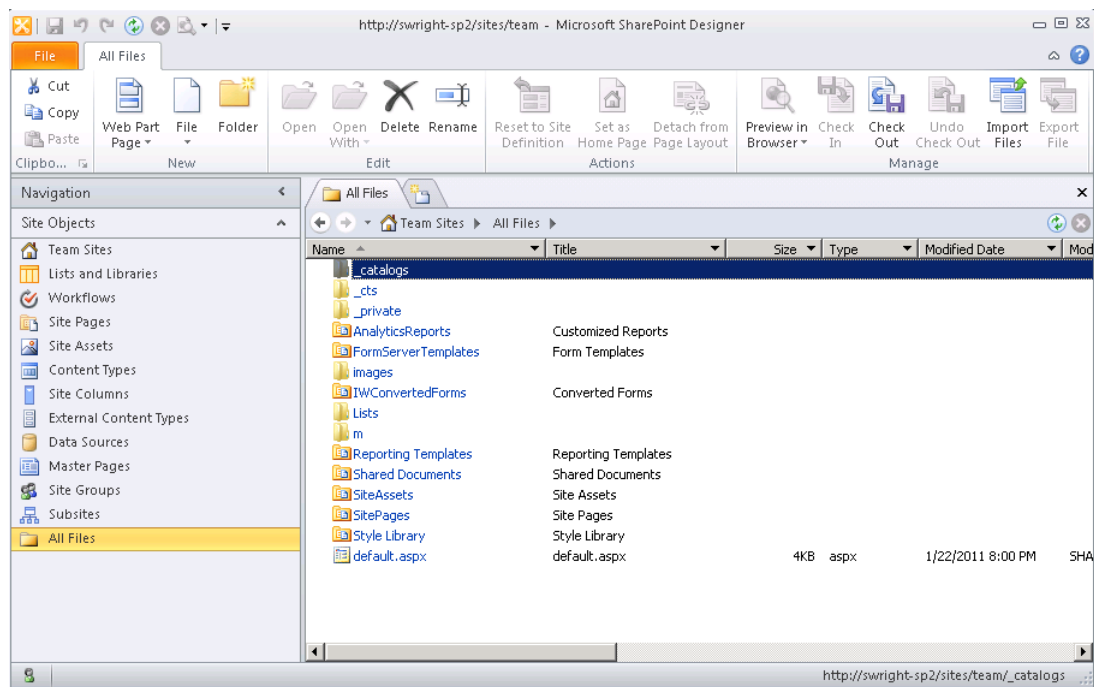 http://swright-sp2/sites/team - Microsoft SharePoint Designer
File All Files
Cut
Copy
Paste
Web Part Page File Folder
Open Open With Delete Rename
Reset to Site Definition Set as Home Page Detach from Page Layout
Preview in Browser Check In Check Out Undo Check Out Import Files Export File
Clipbo... New Edit Actions Manage
Navigation
Site Objects
Team Sites
Lists and Libraries
Workflows
Site Pages
Site Assets
Content Types
Site Columns
External Content Types
Data Sources
Master Pages
Site Groups
Subsites
All Files
All Files
Team Sites All Files
Name Title Size Type Modified Date Mod
_catalogs
_cts
_private
AnalyticsReports Customized Reports
FormServerTemplates Form Templates
images
IWConvertedForms Converted Forms
Lists
m
Reporting Templates Reporting Templates
Shared Documents Shared Documents
SiteAssets Site Assets
SitePages Site Pages
Style Library Style Library
default.aspx default.aspx 4KB aspx 1/22/2011 8:00 PM SHA
http://swright-sp2/sites/team/_catalogs